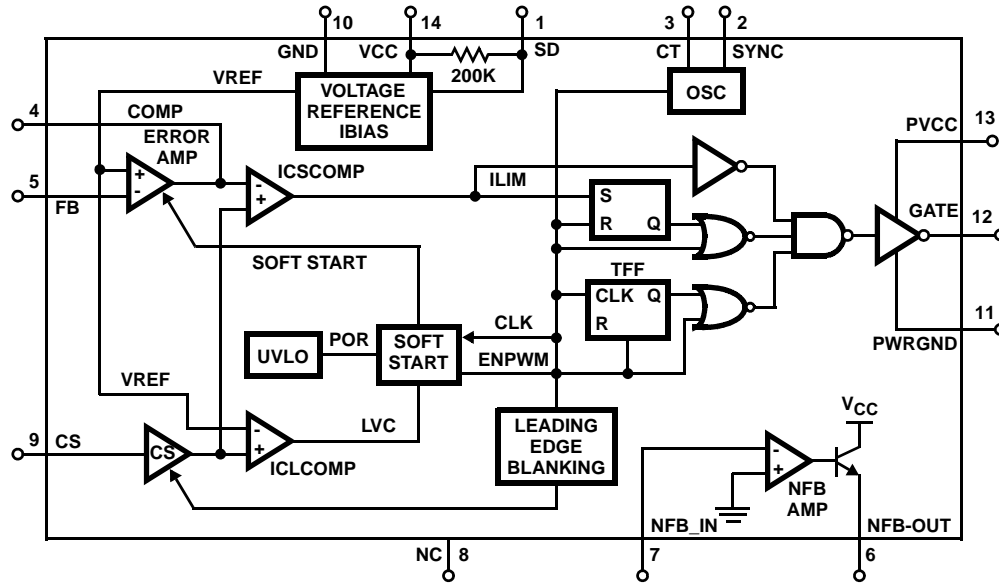 10 14 1 3 2
GND VCC SD CT SYNC
200K
VREF
VOLTAGE
REFERENCE
IBIAS
OSC
4 COMP
ERROR
AMP
+
-
5 FB
ICSCOMP
-
+
ILIM
S
R Q
PVCC 13
GATE 12
11
PWRGND
SOFT START
TFF
CLK Q
R
CLK
UVLO POR SOFT
START
ENPWM
VREF
9 CS
CS
-
+
ICLCOMP
LVC
LEADING
EDGE
BLANKING
VCC
-
+
NFB
AMP
NFB_IN NFB-OUT
NC 8 7 6